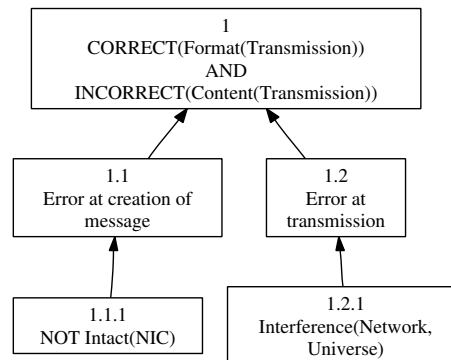 1
CORRECT(Format(Transmission))
AND
INCORRECT(Content(Transmission))
1.1
Error at creation of
message
1.2
Error at
transmission
1.1.1
NOT Intact(NIC)
1.2.1
Interference(Network,
Universe)